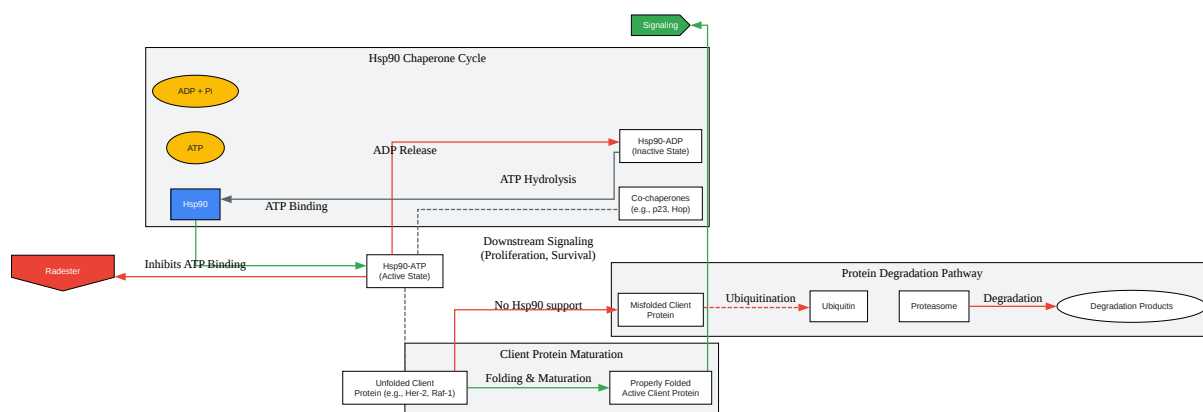 Signaling
Hsp90 Chaperone Cycle
ADP + Pi
ATP
Hsp90-ADP
(Inactive State)
ADP Release
ATP Hydrolysis
Hsp90
ATP Binding
Co-chaperones
(e.g., p23, Hop)
Downstream Signaling
(Proliferation, Survival)
Radester
Inhibits ATP Binding
Hsp90-ATP
(Active State)
Protein Degradation Pathway
No Hsp90 support
Misfolded Client
Protein
Ubiquitination
Ubiquitin
Proteasome
Degradation
Degradation Products
Client Protein Maturation
Unfolded Client
Protein (e.g., Her-2, Raf-1)
Folding & Maturation
Properly Folded
Active Client Protein